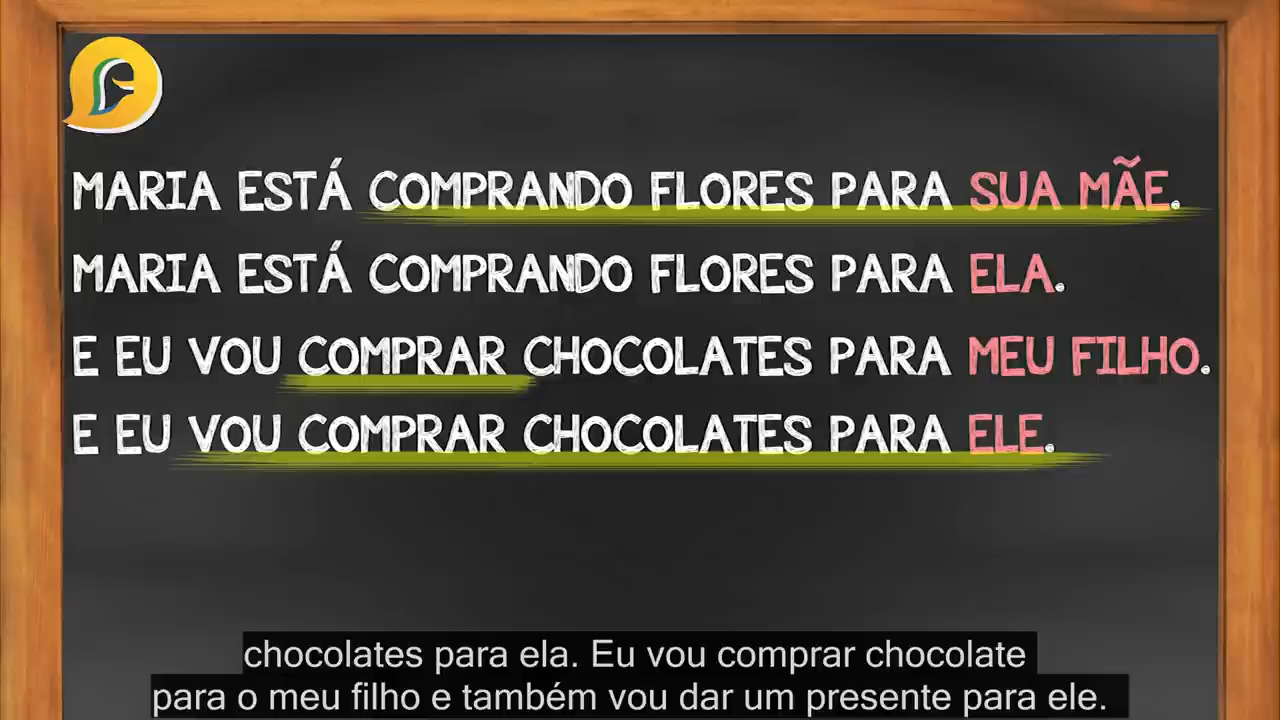 MARIA ESTÁ COMPRANDO FLORES PARA SUA MÃE.
MARIA ESTÁ COMPRANDO FLORES PARA ELA.
E EU VOU COMPRAR CHOCOLATES PARA MEU FILHO.
E EU VOU COMPRAR CHOCOLATES PARA ELE.
chocolates para ela. Eu vou comprar chocolate
para o meu filho e também vou dar um presente para ele.